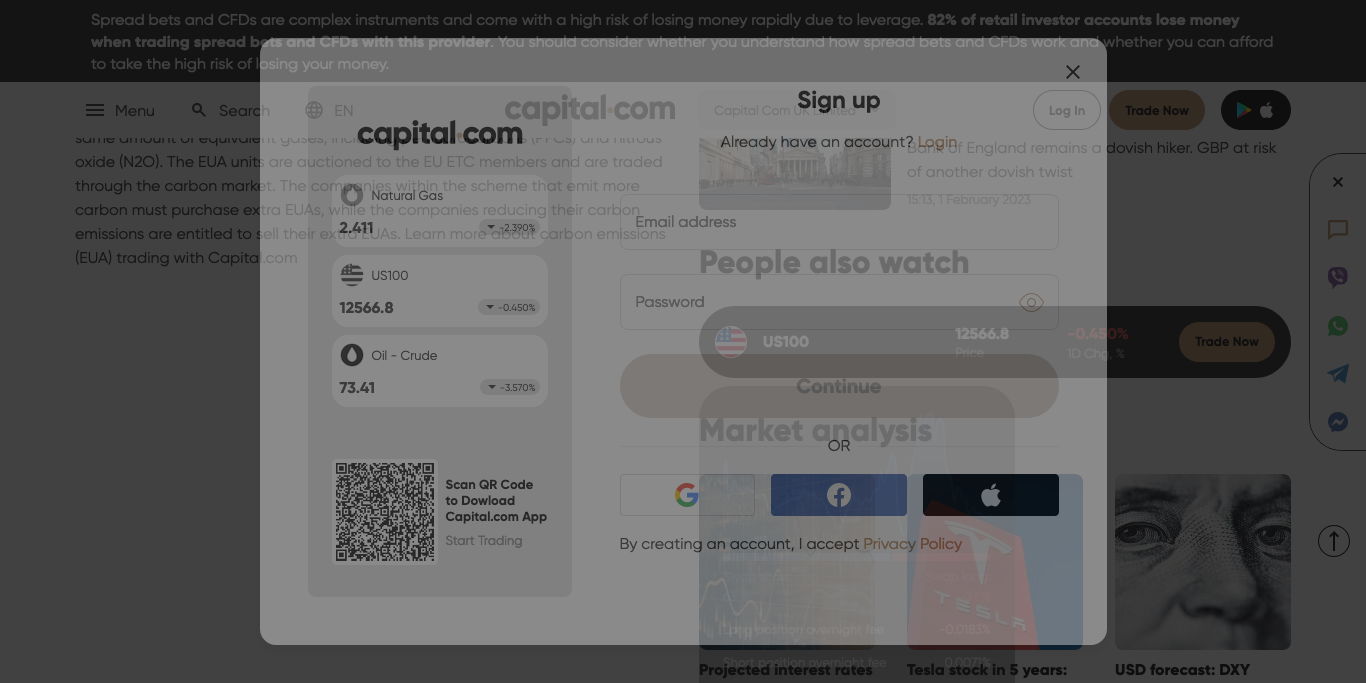 Spread bets and CFDs are complex instruments and come with a high risk of losing money rapidly due to leverage. 82% of retail investor accounts lose money
when trading spread bets and CFDs with this provider. You should consider whether you understand how spread bets and CFDs work and whether you can afford
to take the high risk of losing your money.
Menu
Search
EN
capital.com
Capital Com UK Limited
Log In
Trade Now
same amount of equivalent gases, including (PFCs) and nitrous
oxide (N2O). The EUA units are auctioned to the EU ETC members and are traded
through the carbon market. The companies within the scheme that emit more
carbon must purchase extra EUAs, while the companies reducing their carbon
emissions are entitled to sell their extra EUAs. Learn more about carbon emissions
(EUA) trading with Capital.com
Bank of England remains a dovish hiker. GBP at risk
of another dovish twist
15:13, 1 February 2023
People also watch
US100
12566.8
Price
-0.450%
1D Chg, %
Trade Now
Market analysis
Long position overnight fee
-0.0183%
Short position overnight fee
0.0071%
Projected interest rates
Tesla stock in 5 years:
USD forecast: DXY
TESLA
capital.com
Natural Gas
2.411
-2.390%
US100
12566.8
-0.450%
Oil - Crude
73.41
-3.570%
Scan QR Code
to Dowload
Capital.com App
Start Trading
Sign up
Already have an account? Login
Email address
Password
Continue
OR
By creating an account, I accept Privacy Policy